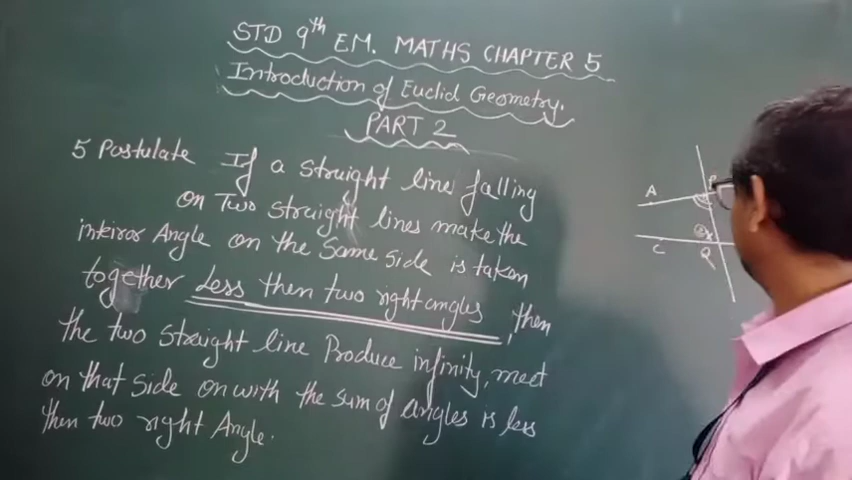 STD 9th EM. MATHS CHAPTER 5
Introduction of Euclid Geometry.
PART 2
5 Postulate If a straight line falling
on Two straight lines make the
inteiror Angle on the Same side is taken
together Less then two right angles, then
the two straight line Produce infinity, meet
on that side on with the sum of angles is less
then two right Angle.
A P
C Q